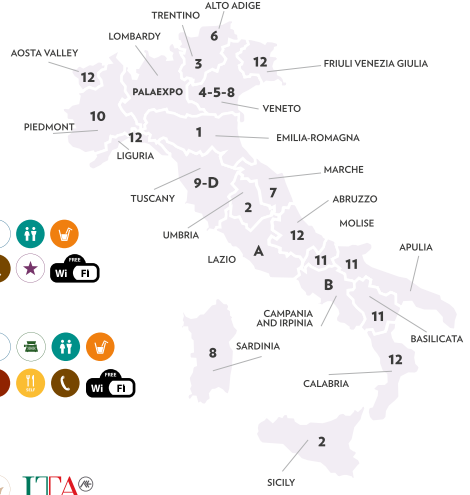 ALTO ADIGE
TRENTINO
6
LOMBARDY
AOSTA VALLEY
3
12
FRIULI VENEZIA GIULIA
12
PALAEXPO
4-5-8
VENETO
10
PIEDMONT
1
12
EMILIA-ROMAGNA
LIGURIA
MARCHE
9-D
7
TUSCANY
ABRUZZO
2
MOLISE
UMBRIA
12
APULIA
A
LAZIO
11
11
FREE
Wi FI
B
CAMPANIA
AND IRPINIA
11
BASILICATA
SARDINIA
8
12
FREE
Wi FI
CALABRIA
2
SICILY
ITA